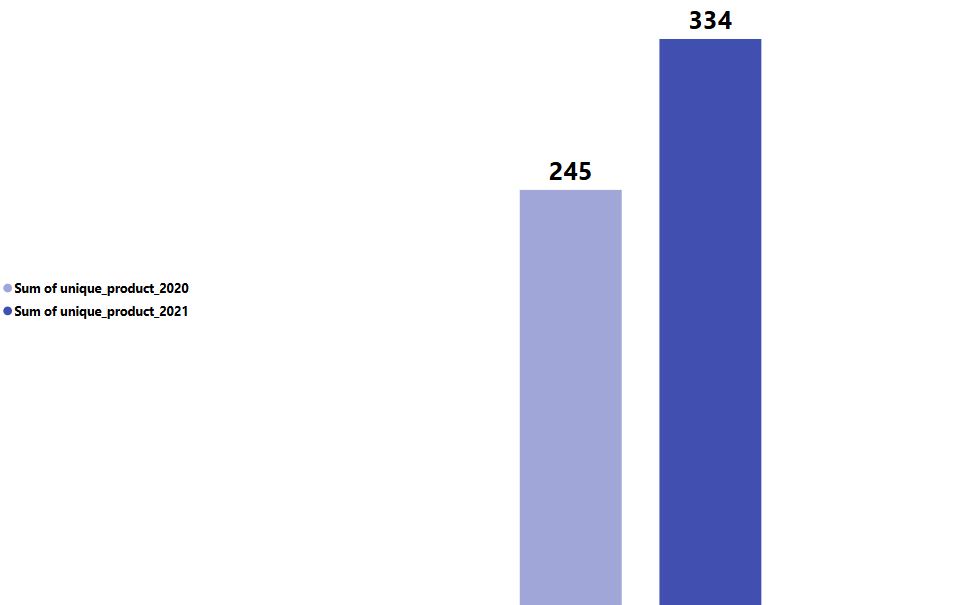 334
245
Sum of unique_product_2020
Sum of unique_product_2021